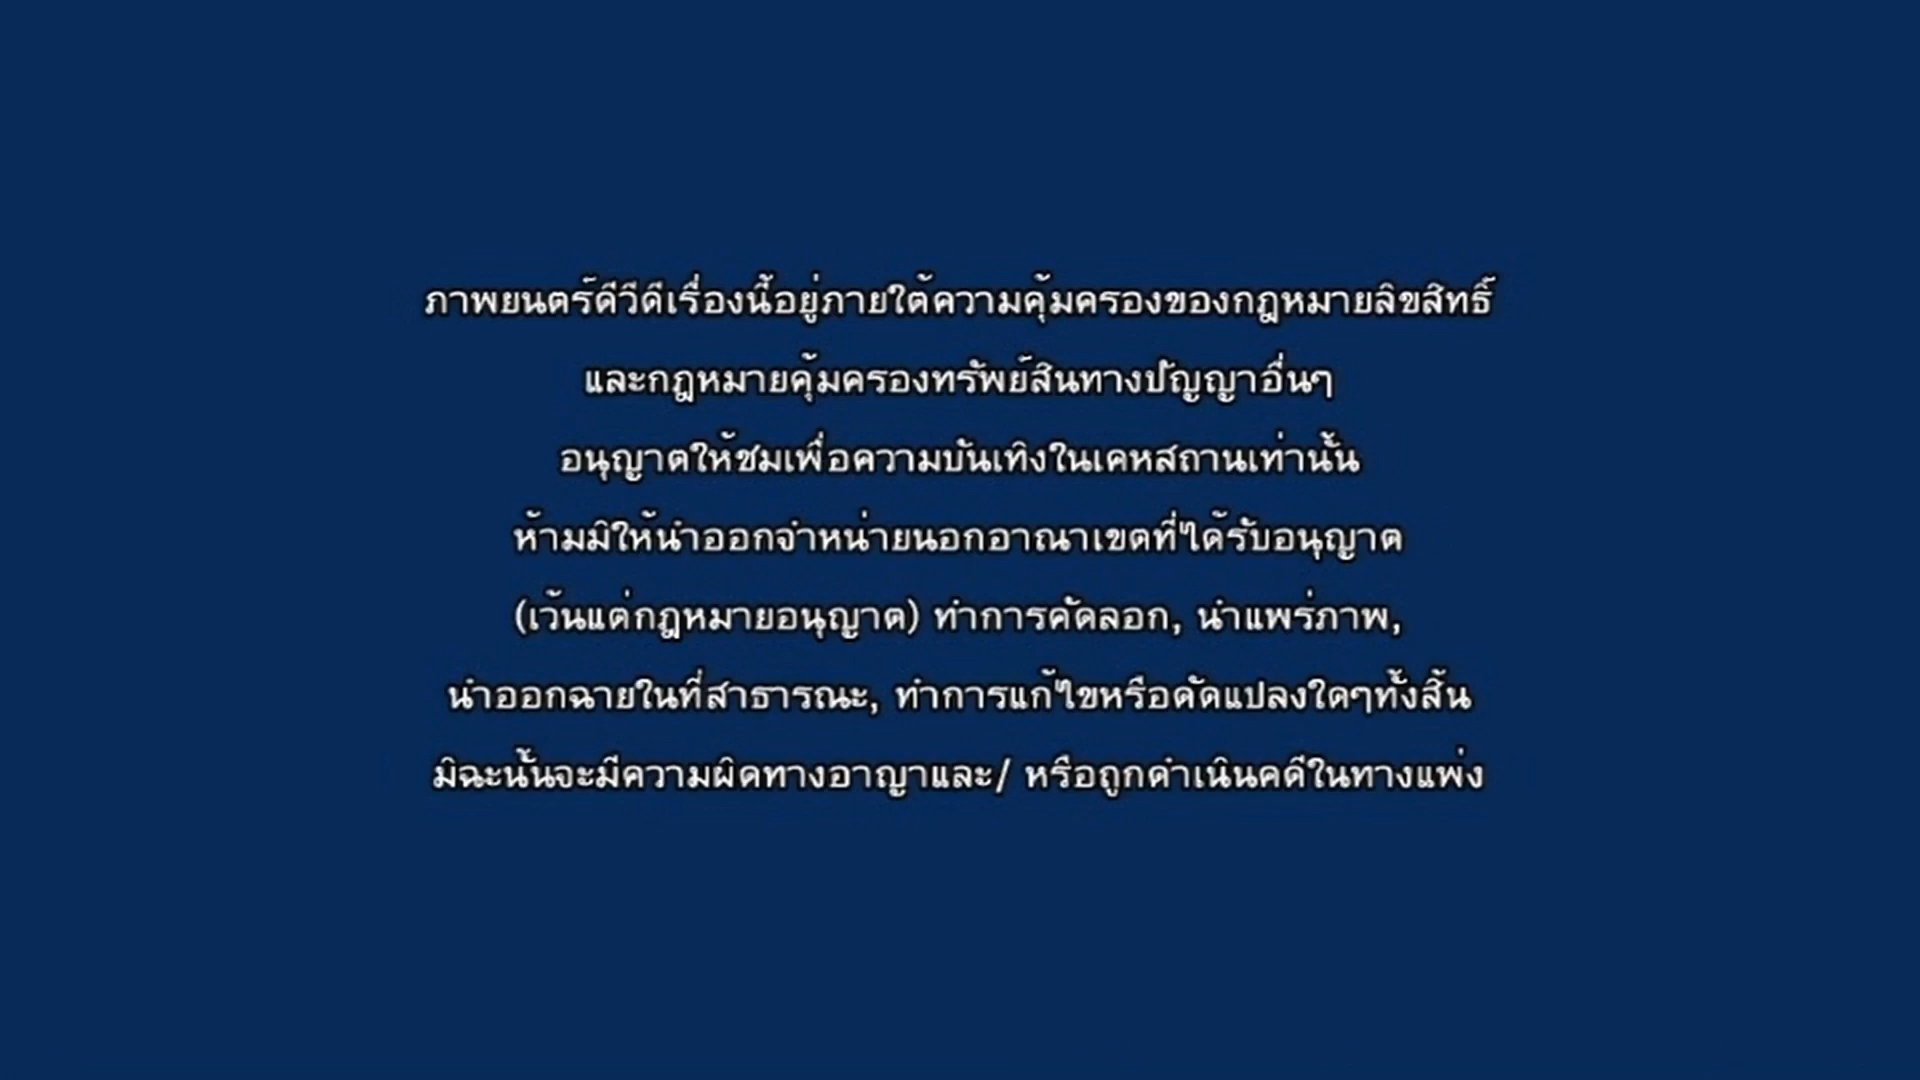 ภาพยนตร์ดีวีดีเรื่องนี้อยู่ภายใต้ความคุ้มครองของกฎหมายลิขสิทธิ์
และกฎหมายคุ้มครองทรัพย์สินทางปัญญาอื่นๆ
อนุญาตให้ชมเพื่อความบันเทิงในเคหสถานเท่านั้น
ห้ามมิให้นำออกจำหน่ายนอกอาณาเขตที่ได้รับอนุญาต
(เว้นแต่กฎหมายอนุญาต) ทำการคัดลอก, นำแพร่ภาพ,
นำออกฉายในที่สาธารณะ, ทำการแก้ไขหรือดัดแปลงใดๆทั้งสิ้น
มิฉะนั้นจะมีความผิดทางอาญาและ/ หรือถูกดำเนินคดีในทางแพ่ง